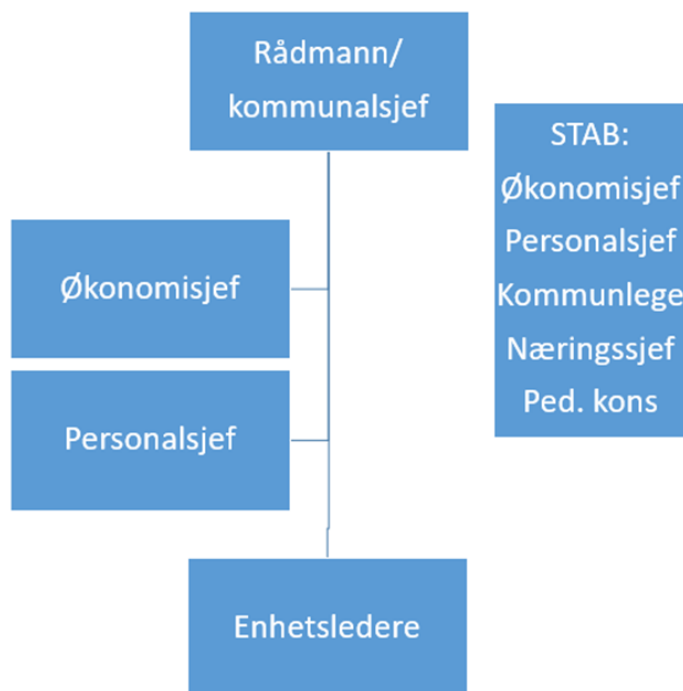 Rådmann/
kommunalsjef
STAB:
Økonomisjef
Personalsjef
Kommunlege
Næringssjef
Ped. kons
Økonomisjef
Personalsjef
Enhetsledere